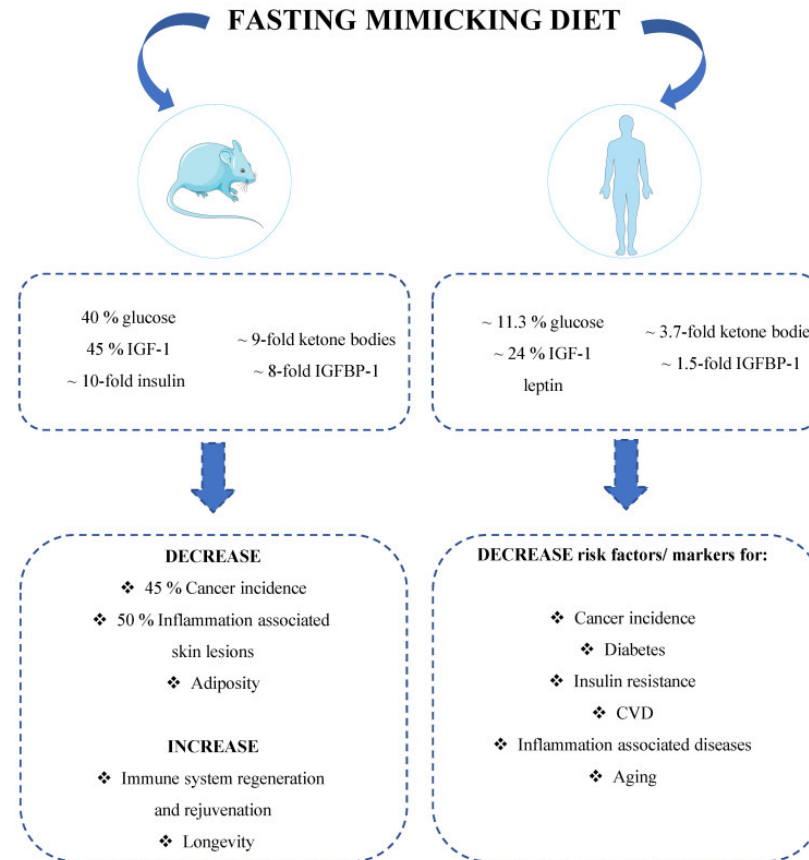 FASTING MIMICKING DIET
40 % glucose
45 % IGF-1
~ 10-fold insulin
~ 9-fold ketone bodies
~ 8-fold IGFBP-1
~ 11.3 % glucose
~ 24 % IGF-1
leptin
~ 3.7-fold ketone bodie
~ 1.5-fold IGFBP-1
DECREASE
❖ 45 % Cancer incidence
❖ 50 % Inflammation associated
skin lesions
❖ Adiposity
INCREASE
❖ Immune system regeneration
and rejuvenation
❖ Longevity
DECREASE risk factors/ markers for:
❖ Cancer incidence
❖ Diabetes
❖ Insulin resistance
❖ CVD
❖ Inflammation associated diseases
❖ Aging